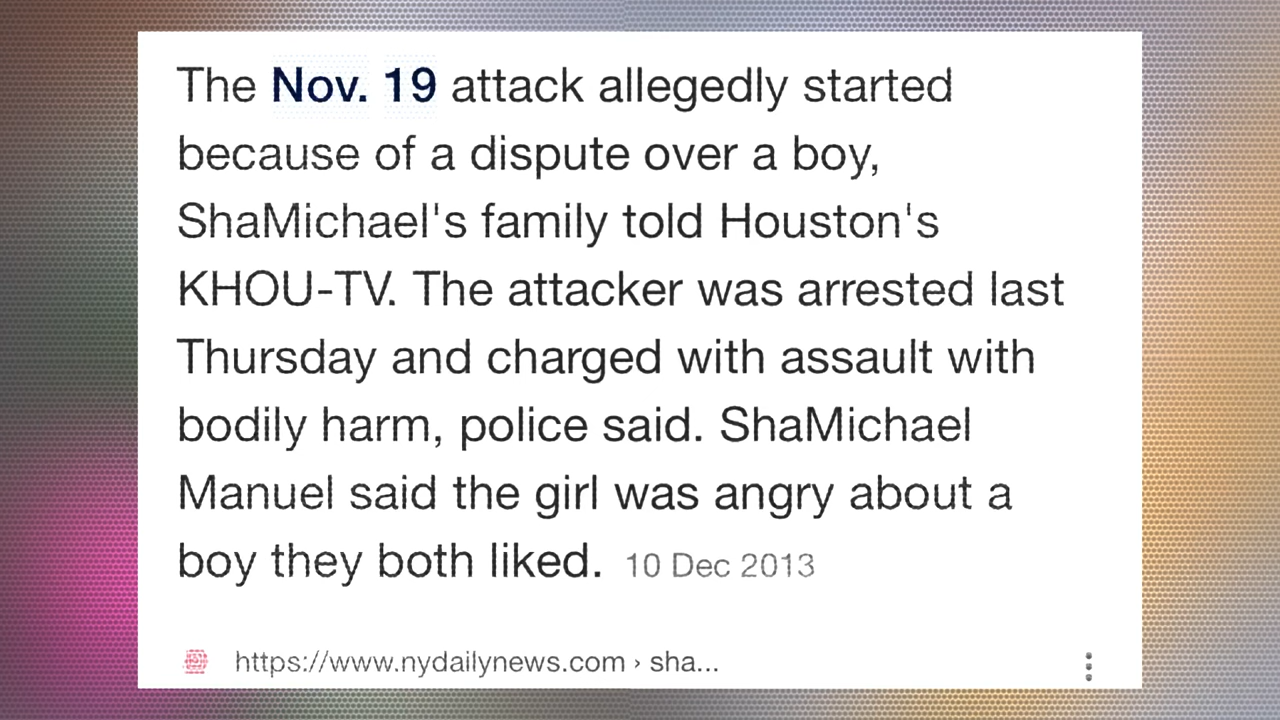 The Nov. 19 attack allegedly started
because of a dispute over a boy,
ShaMichael's family told Houston's
KHOU-TV. The attacker was arrested last
Thursday and charged with assault with
bodily harm, police said. ShaMichael
Manuel said the girl was angry about a
boy they both liked. 10 Dec 2013
https://www.nydailynews.com › sha...